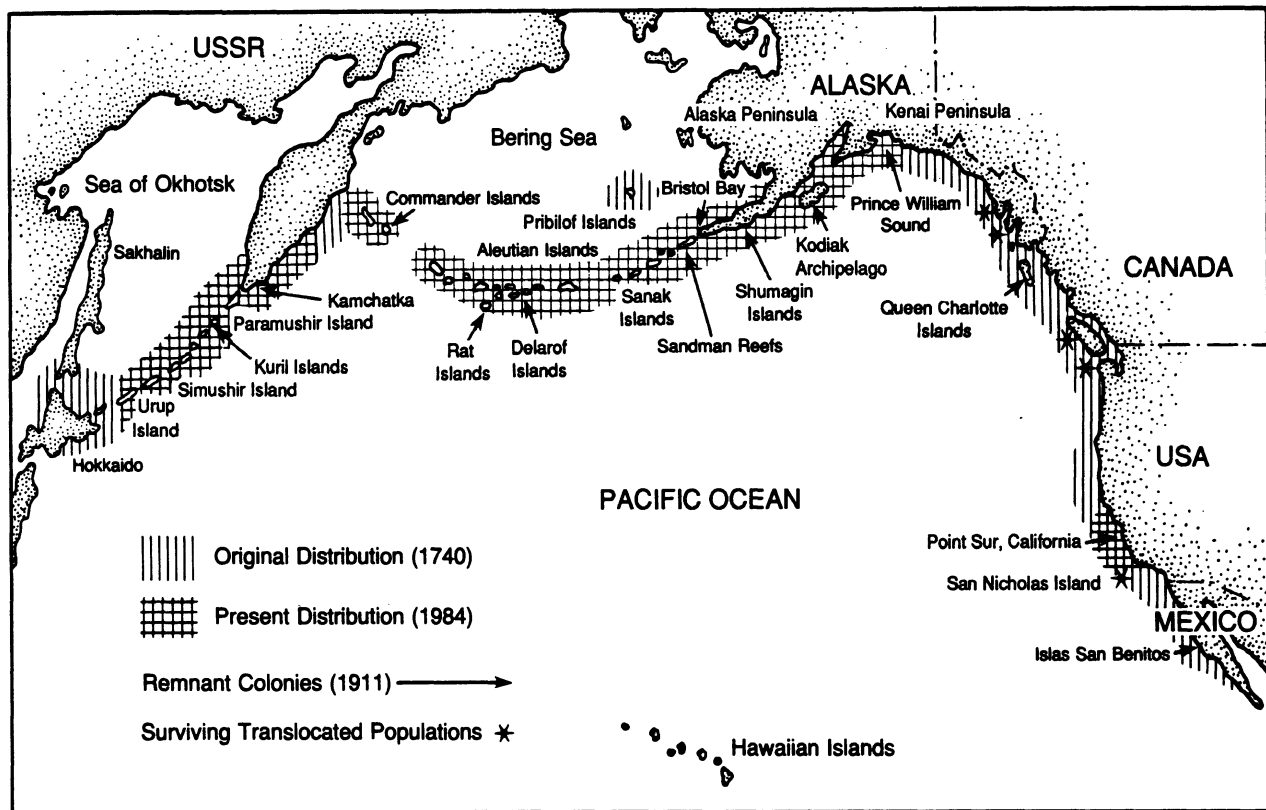 USSR
ALASKA
Alaska Peninsula
Kenai Peninsula
Bering Sea
Sea of Okhotsk
Commander Islands
Bristol Bay
Pribilof Islands
Prince William
Sound
Sakhalin
Aleutian Islands
Kodiak
Archipelago
CANADA
Kamchatka
Sanak
Islands
Shumagin
Islands
Queen Charlotte
Islands
Paramushir Island
Rat
Islands
Delarof
Islands
Sandman Reefs
Kuril Islands
Simushir Island
Urup
Island
Hokkaido
USA
PACIFIC OCEAN
Point Sur, California
San Nicholas Island
MEXICO
Islas San Benitos
Original Distribution (1740)
Present Distribution (1984)
Remnant Colonies (1911)
Surviving Translocated Populations
Hawaiian Islands